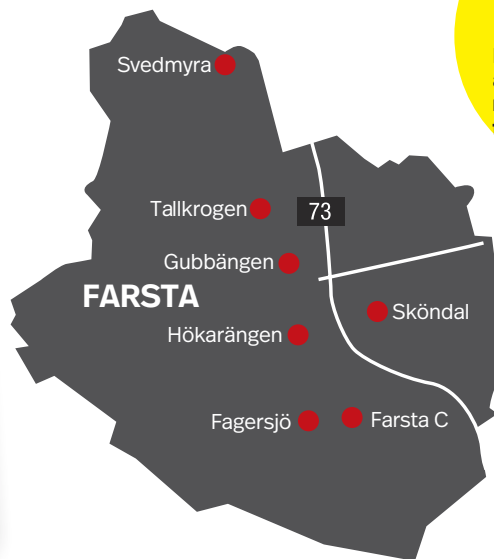 Svedmyra
Tallkrogen
73
Gubbängen
FARSTA
Sköndal
Hökarängen
Fagersjö
Farsta C